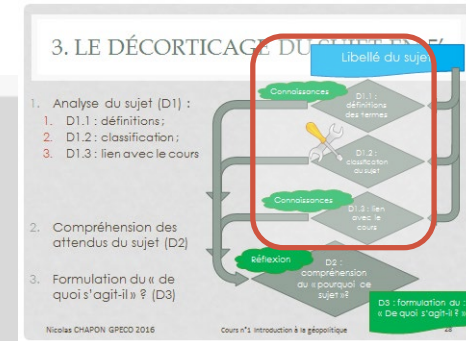 3. LE DÉCORTICAGE DU SUJET EN 5'
Libellé du sujet
1. Analyse du sujet (D1) :
1. D1.1 : définitions ;
2. D1.2 : classification ;
3. D1.3 : lien avec le cours
2. Compréhension des
attendus du sujet (D2)
3. Formulation du « de
quoi s'agit-il » ? (D3)
Connaissances
D1.1 :
définitions
des termes
D1.2 :
classification
du sujet
Connaissances
D1.3 : lien
avec le
cours
Réflexion
D2 :
compréhension
du « pourquoi ce
sujet »?
D3 : formulation du :
« De quoi s'agit-il ? »
Nicolas CHAPON GPECO 2016
Cours n°1 Introduction à la géopolitique
28